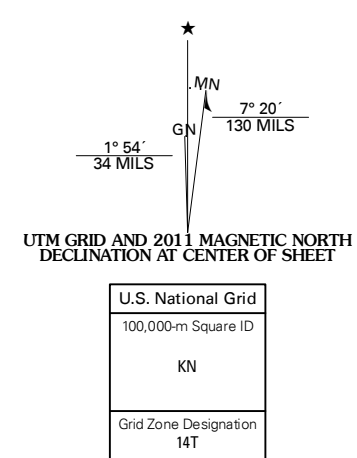 ★
MN
GN
7° 20´
130 MILS
1° 54´
34 MILS
UTM GRID AND 2011 MAGNETIC NORTH
DECLINATION AT CENTER OF SHEET
U.S. National Grid
100,000-m Square ID
KN
Grid Zone Designation
14T